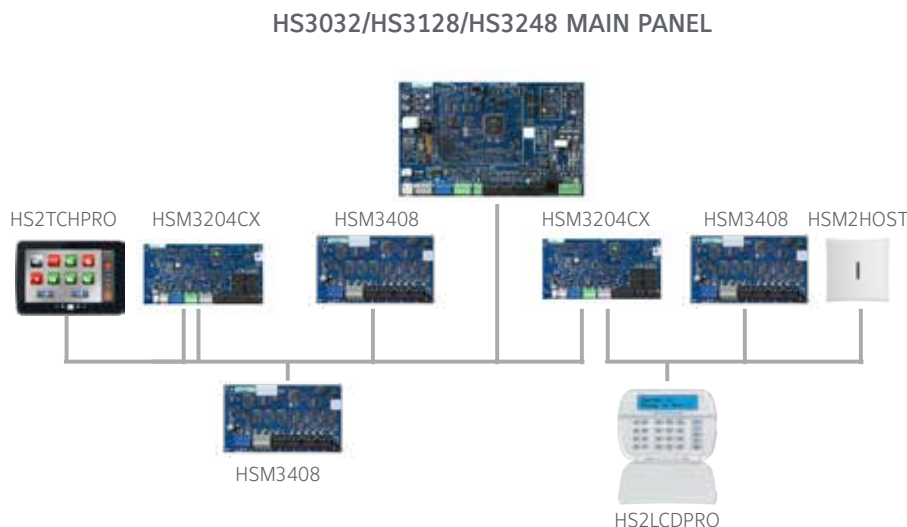 HS3032/HS3128/HS3248 MAIN PANEL
HS2TCHPRO HSM3204CX HSM3408 HSM3204CX HSM3408 HSM2HOST
HSM3408
HS2LCDPRO